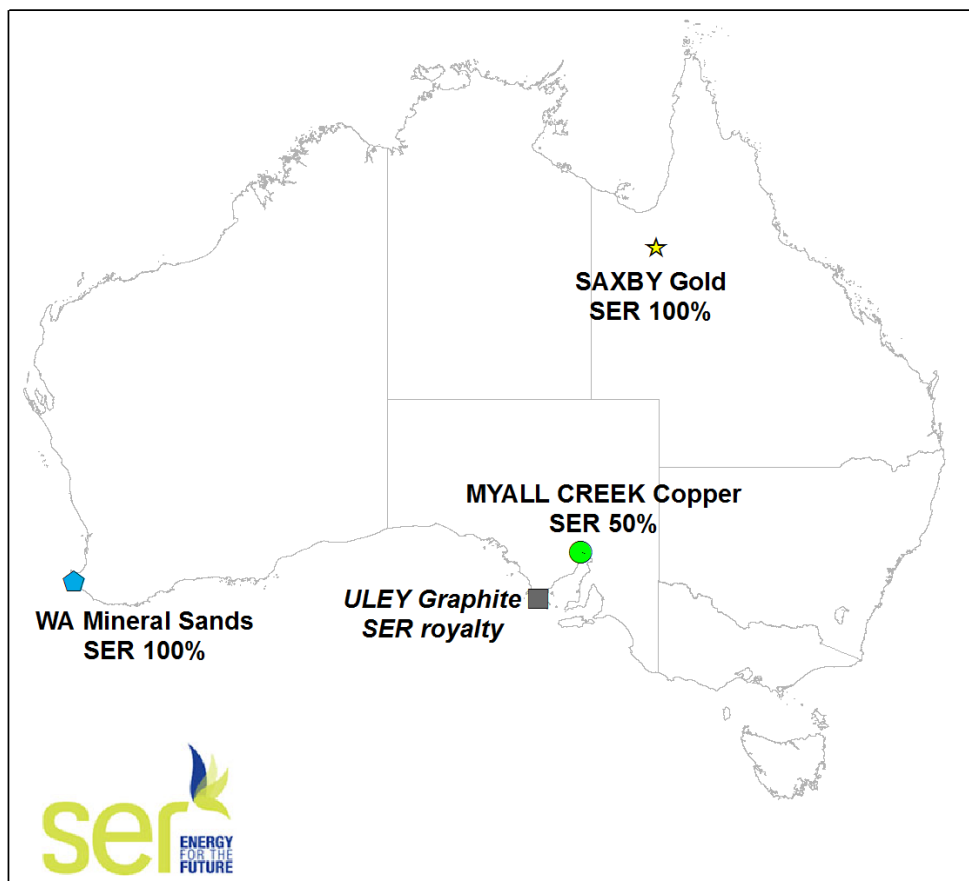 SAXBY Gold
SER 100%
MYALL CREEK Copper
SER 50%
ULEY Graphite
SER royalty
WA Mineral Sands
SER 100%
ser
ENERGY
FOR THE
FUTURE